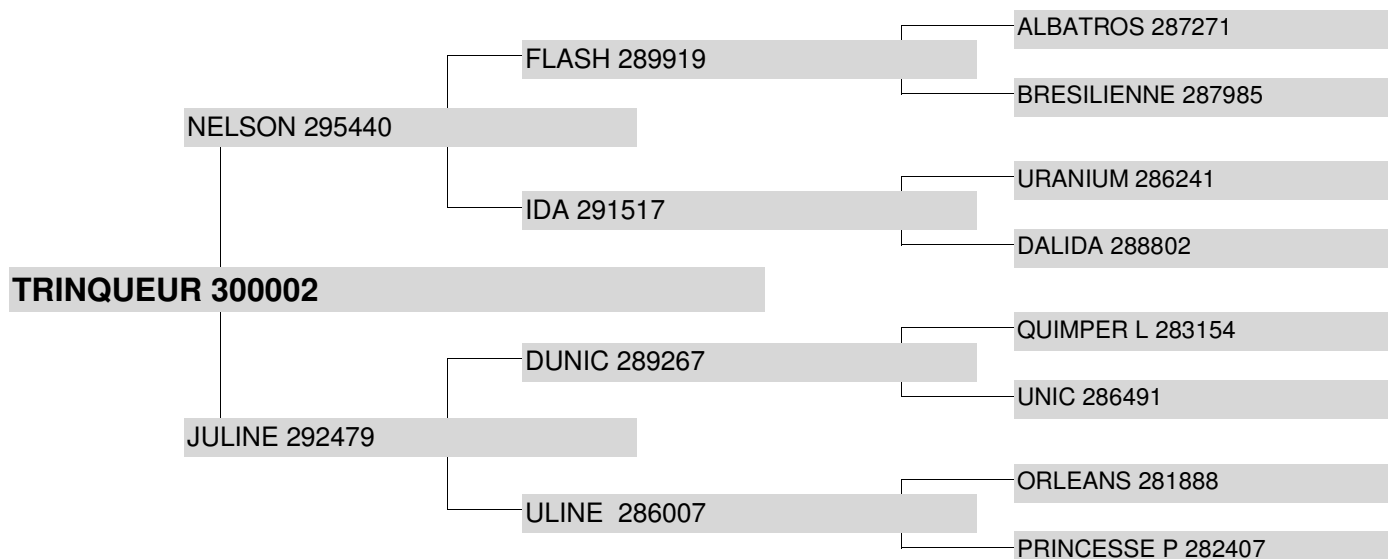 ALBATROS 287271
FLASH 289919
BRESILIENNE 287985
NELSON 295440
URANIUM 286241
IDA 291517
DALIDA 288802
TRINQUEUR 300002
QUIMPER L 283154
DUNIC 289267
UNIC 286491
JULINE 292479
ORLEANS 281888
ULINE  286007
PRINCESSE P 282407